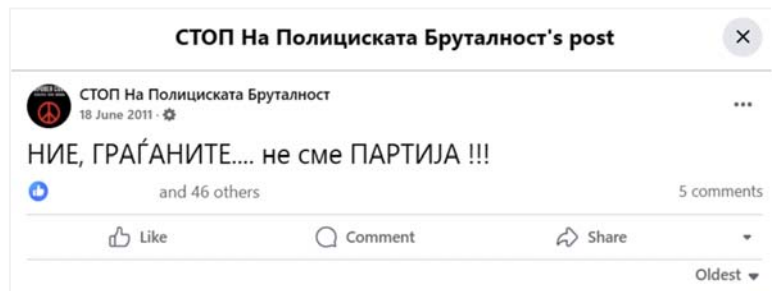 СТОП На Полициската Бруталност's post
СТОП На Полициската Бруталност
18 June 2011 ·
НИЕ, ГРАЃАНИТЕ.... не сме ПАРТИЈА !!!
and 46 others
5 comments
Like
Comment
Share
Oldest